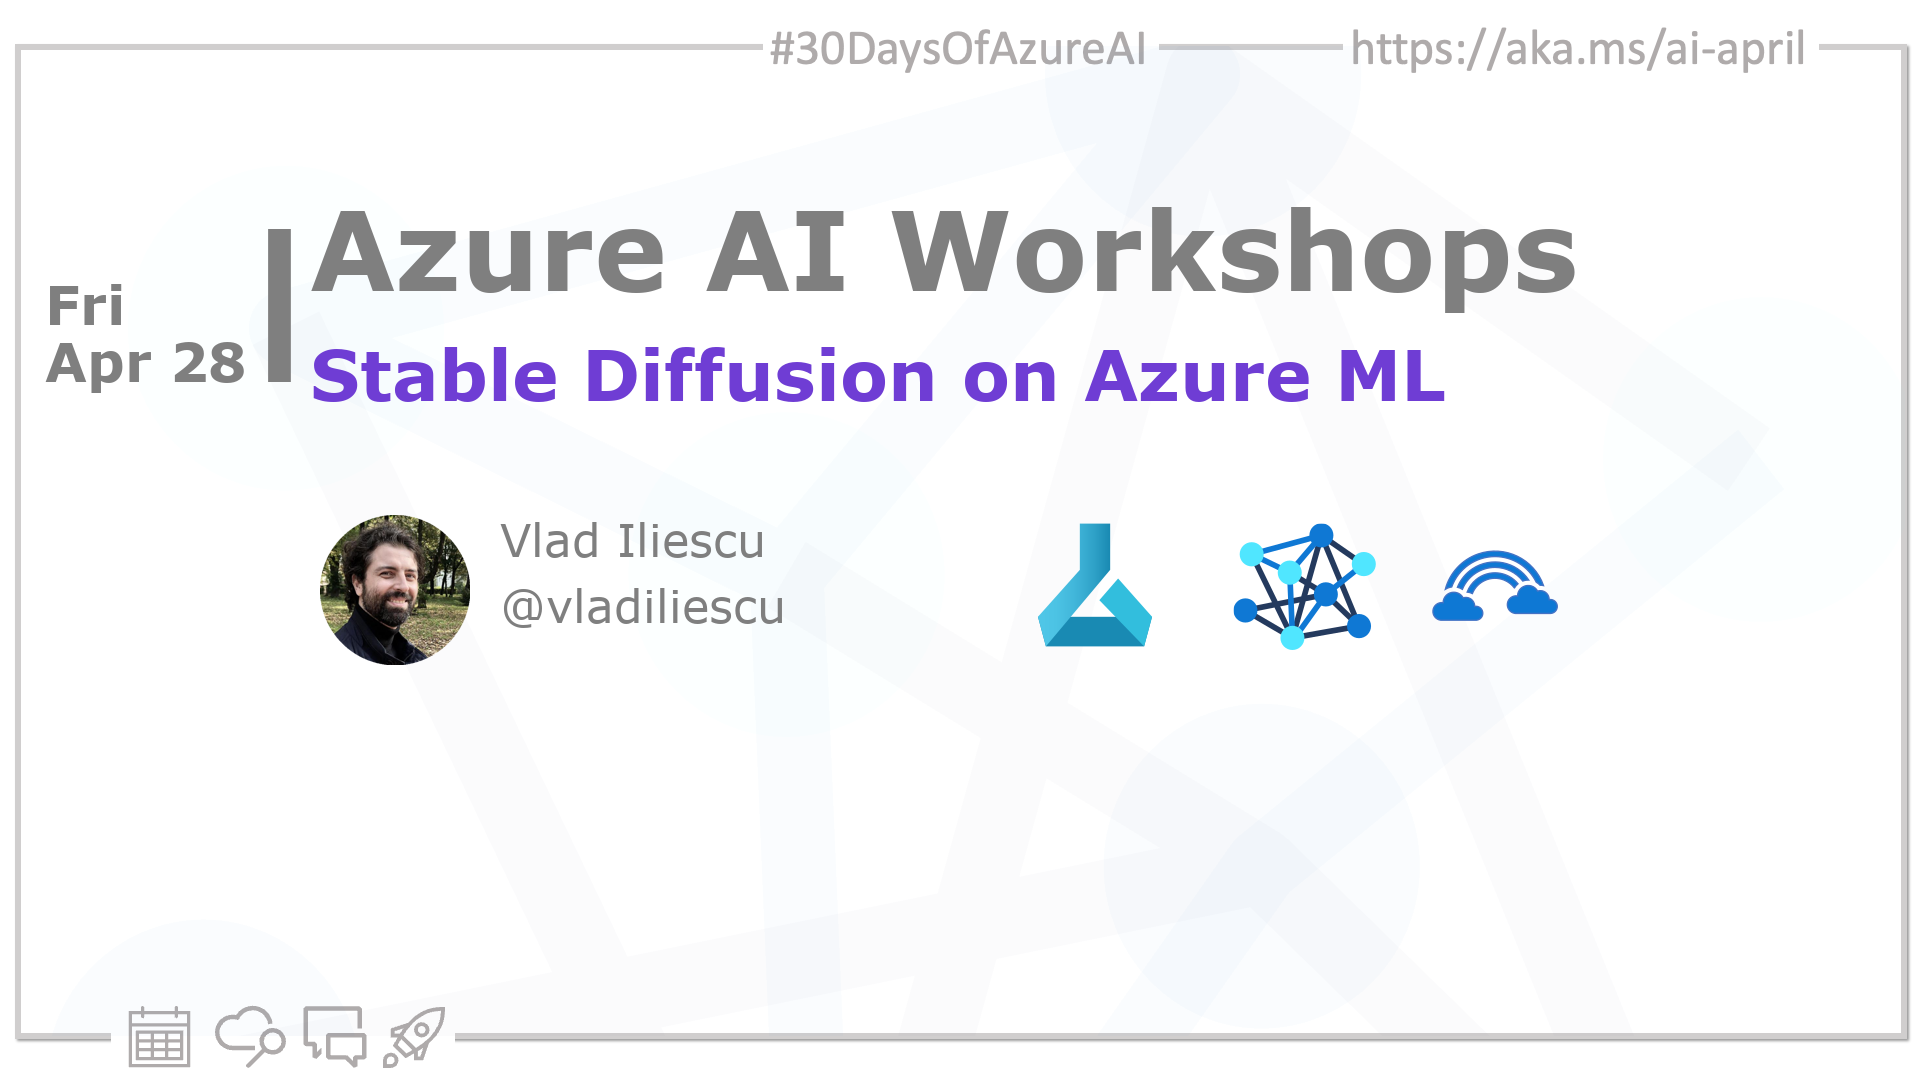 #30DaysOfAzureAI
https://aka.ms/ai-april
Azure AI Workshops
Fri
Apr 28
Stable Diffusion on Azure ML
Vlad Iliescu
@vladiliescu